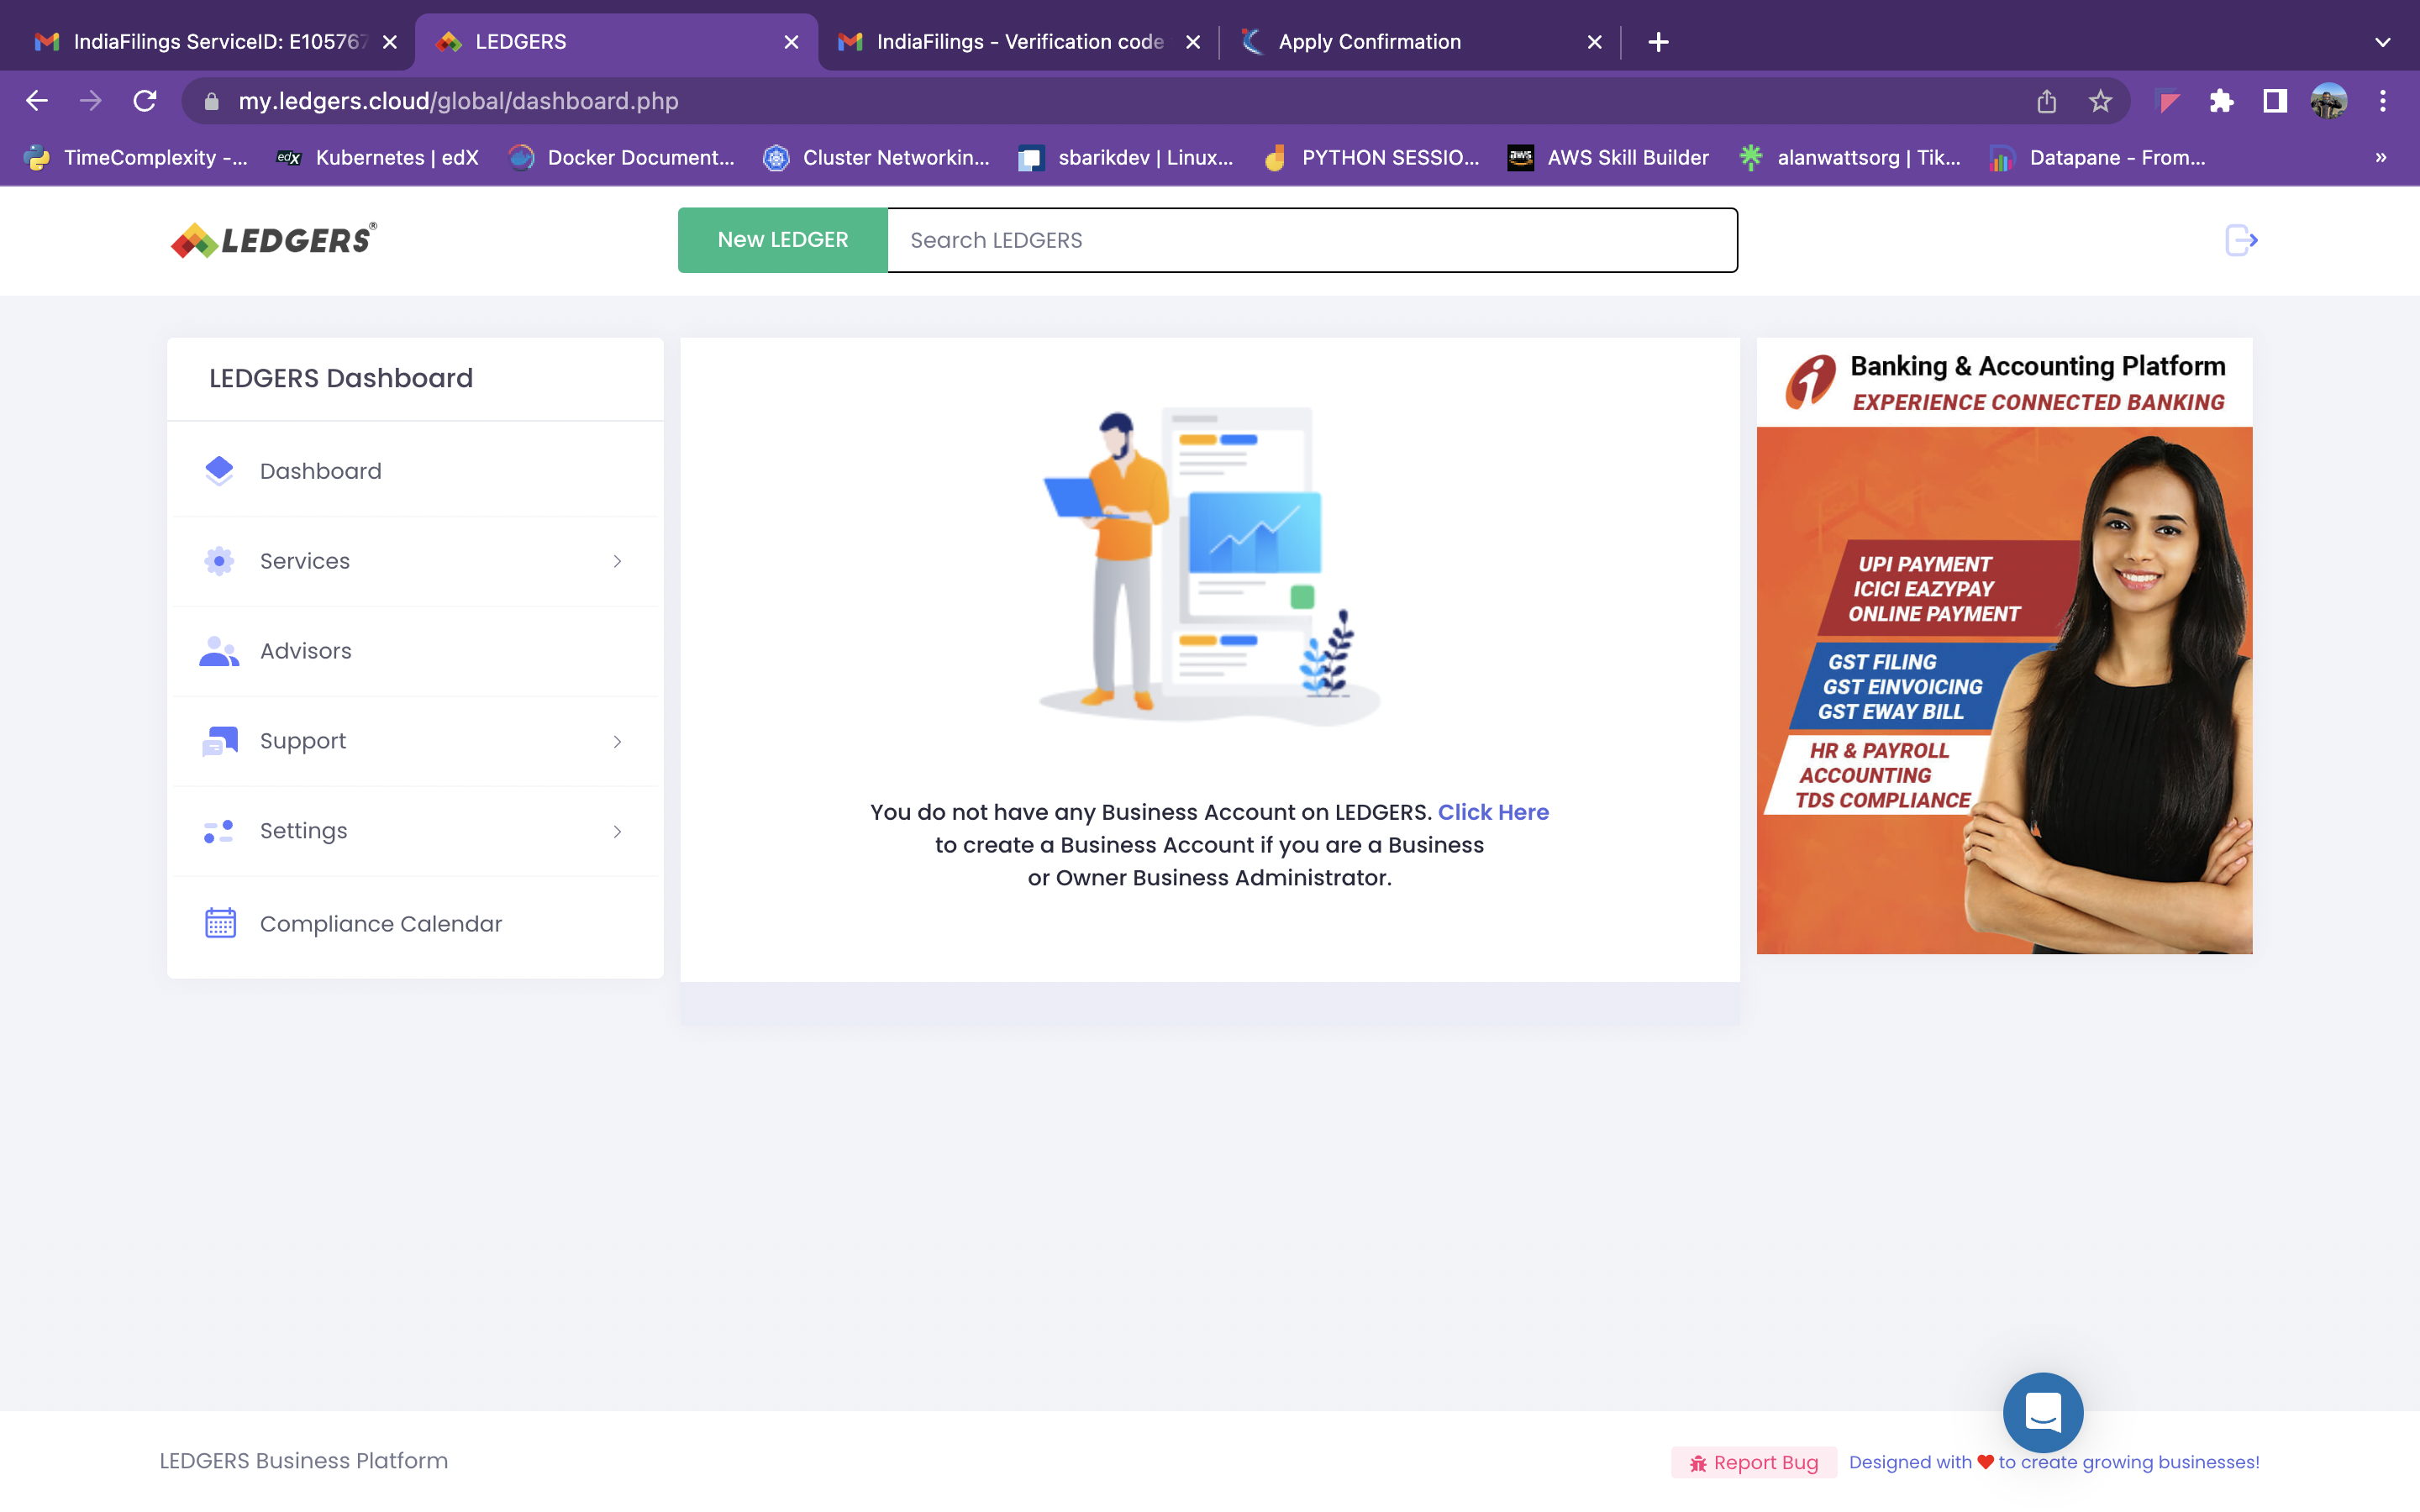 IndiaFilings ServiceID: E105767
LEDGERS
IndiaFilings - Verification code
Apply Confirmation
my.ledgers.cloud/global/dashboard.php
TimeComplexity -...
edX
Kubernetes | edX
Docker Document...
Cluster Networkin...
sbarikdev | Linux...
PYTHON SESSIO...
aws
AWS Skill Builder
alanwattsorg | Tik...
Datapane - From...
»
LEDGERS®
New LEDGER
Search LEDGERS
LEDGERS Dashboard
Dashboard
Services
Advisors
Support
Settings
Compliance Calendar
You do not have any Business Account on LEDGERS. Click Here
to create a Business Account if you are a Business
or Owner Business Administrator.
Banking & Accounting Platform
EXPERIENCE CONNECTED BANKING
UPI PAYMENT
ICICI EAZYPAY
ONLINE PAYMENT
GST FILING
GST EINVOICING
GST EWAY BILL
HR & PAYROLL
ACCOUNTING
TDS COMPLIANCE
LEDGERS Business Platform
Report Bug
Designed with ❤ to create growing businesses!